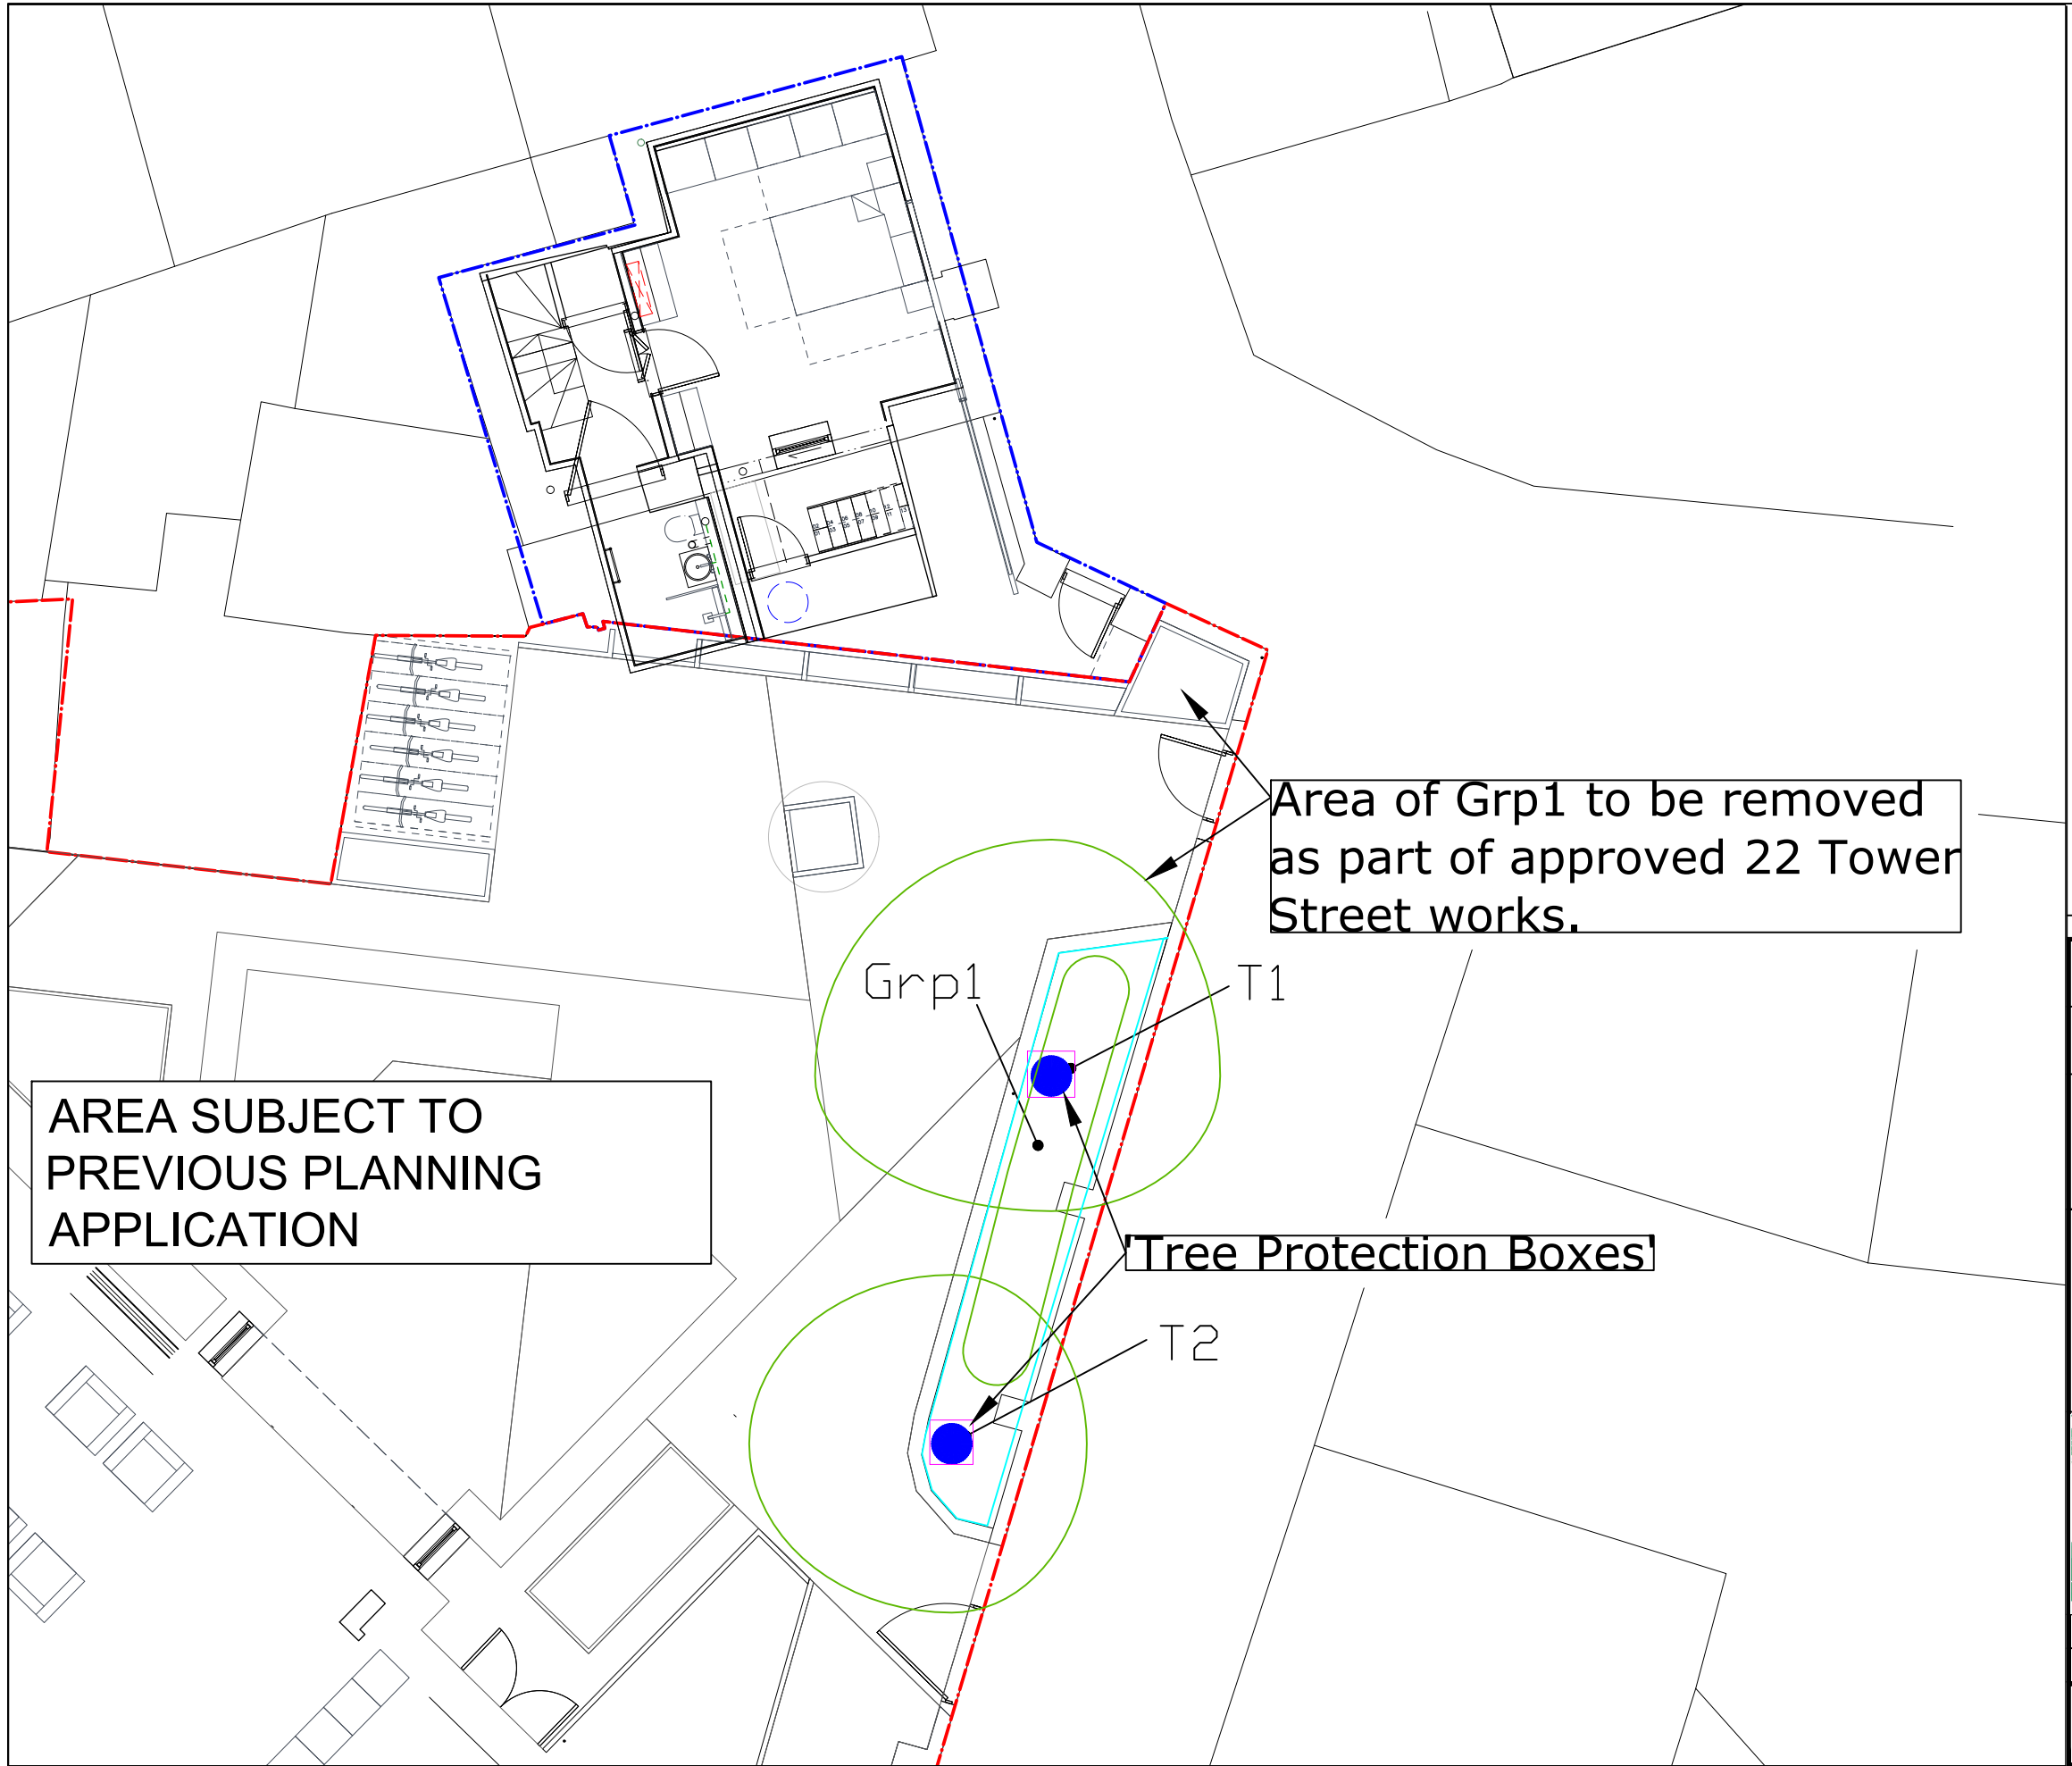 Area of Grp1 to be removed
as part of approved 22 Tower
Street works.
Grp1
T1
AREA SUBJECT TO
PREVIOUS PLANNING
APPLICATION
'Tree Protection Boxes'
T2